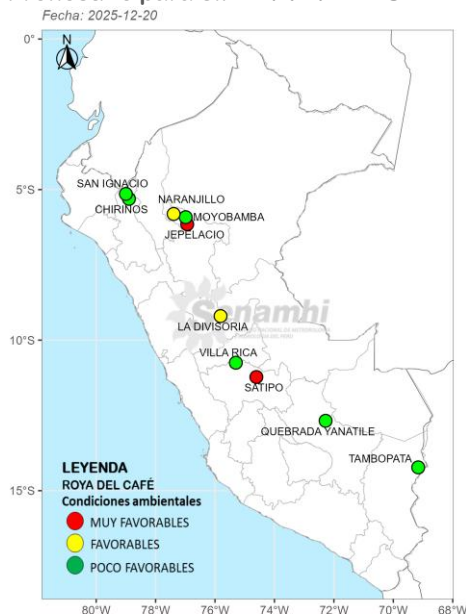 Fecha: 2025-12-20
N
0°
5°S
10°S
15°S
SAN IGNACIO
CHIRINOS
NARANJILLO
MOYOBAMBA
JEPELACIO
Senamhi
LA DIVISORIA
VILLA RICA
SATIPO
QUEBRADA YANATILE
TAMBOPATA
LEYENDA
ROYA DEL CAFÉ
Condiciones ambientales
MUY FAVORABLES
FAVORABLES
POCO FAVORABLES
80°W 78°W 76°W 74°W 72°W 70°W 68°W